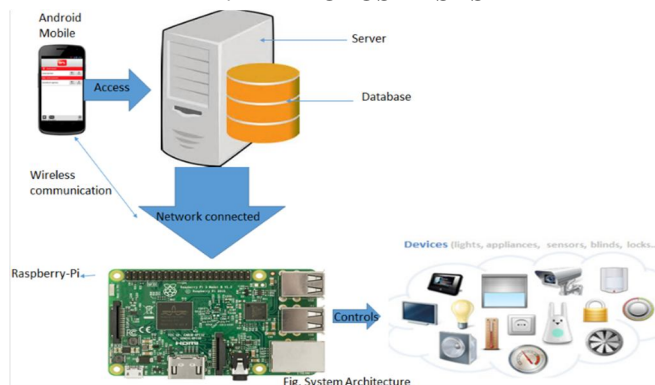 Android
Mobile
Server
Access
Database
Wireless
communication
Network connected
Devices (lights, appliances, sensors, blinds, locks..
Raspberry-Pi
Controls
HDMI
Fig. System Architecture